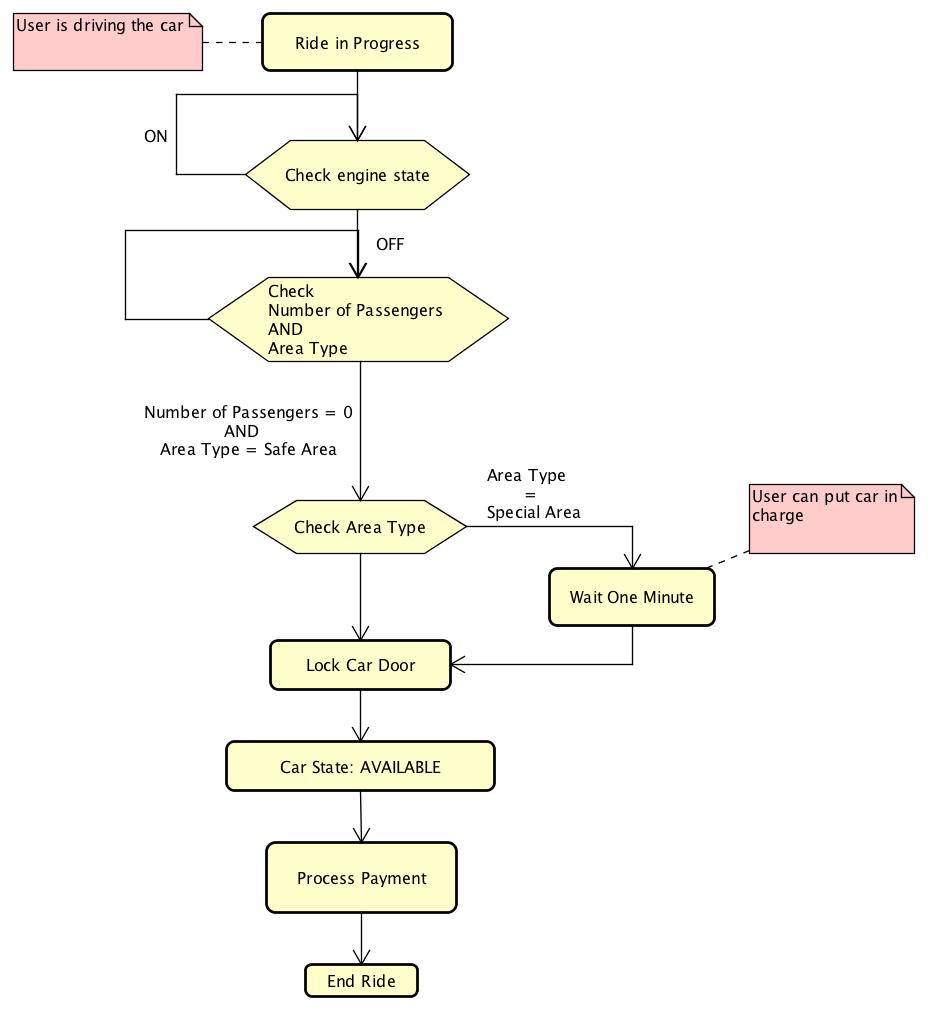 User is driving the car
Ride in Progress
ON
Check engine state
OFF
Check
Number of Passengers
AND
Area Type
Number of Passengers = 0
AND
Area Type = Safe Area
Area Type
=
Special Area
User can put car in
charge
Check Area Type
Wait One Minute
Lock Car Door
Car State: AVAILABLE
Process Payment
End Ride